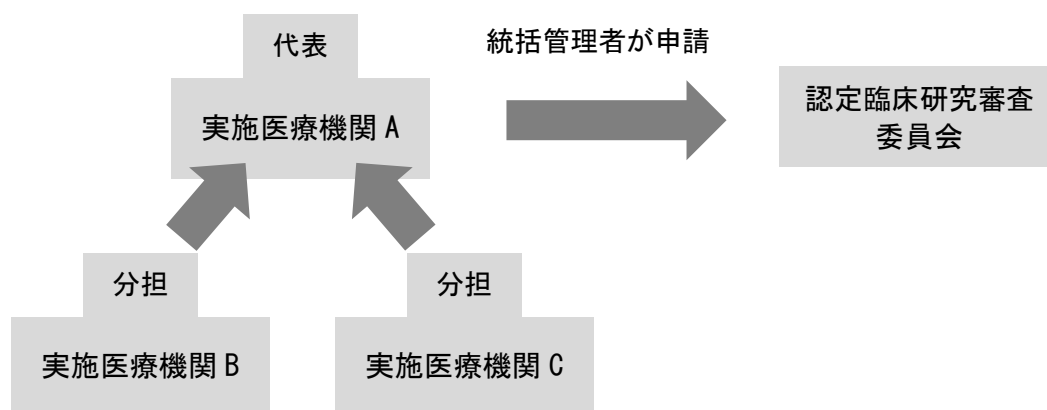 代表
実施医療機関 A
統括管理者が申請
認定臨床研究審査
委員会
分担
実施医療機関 B
分担
実施医療機関 C